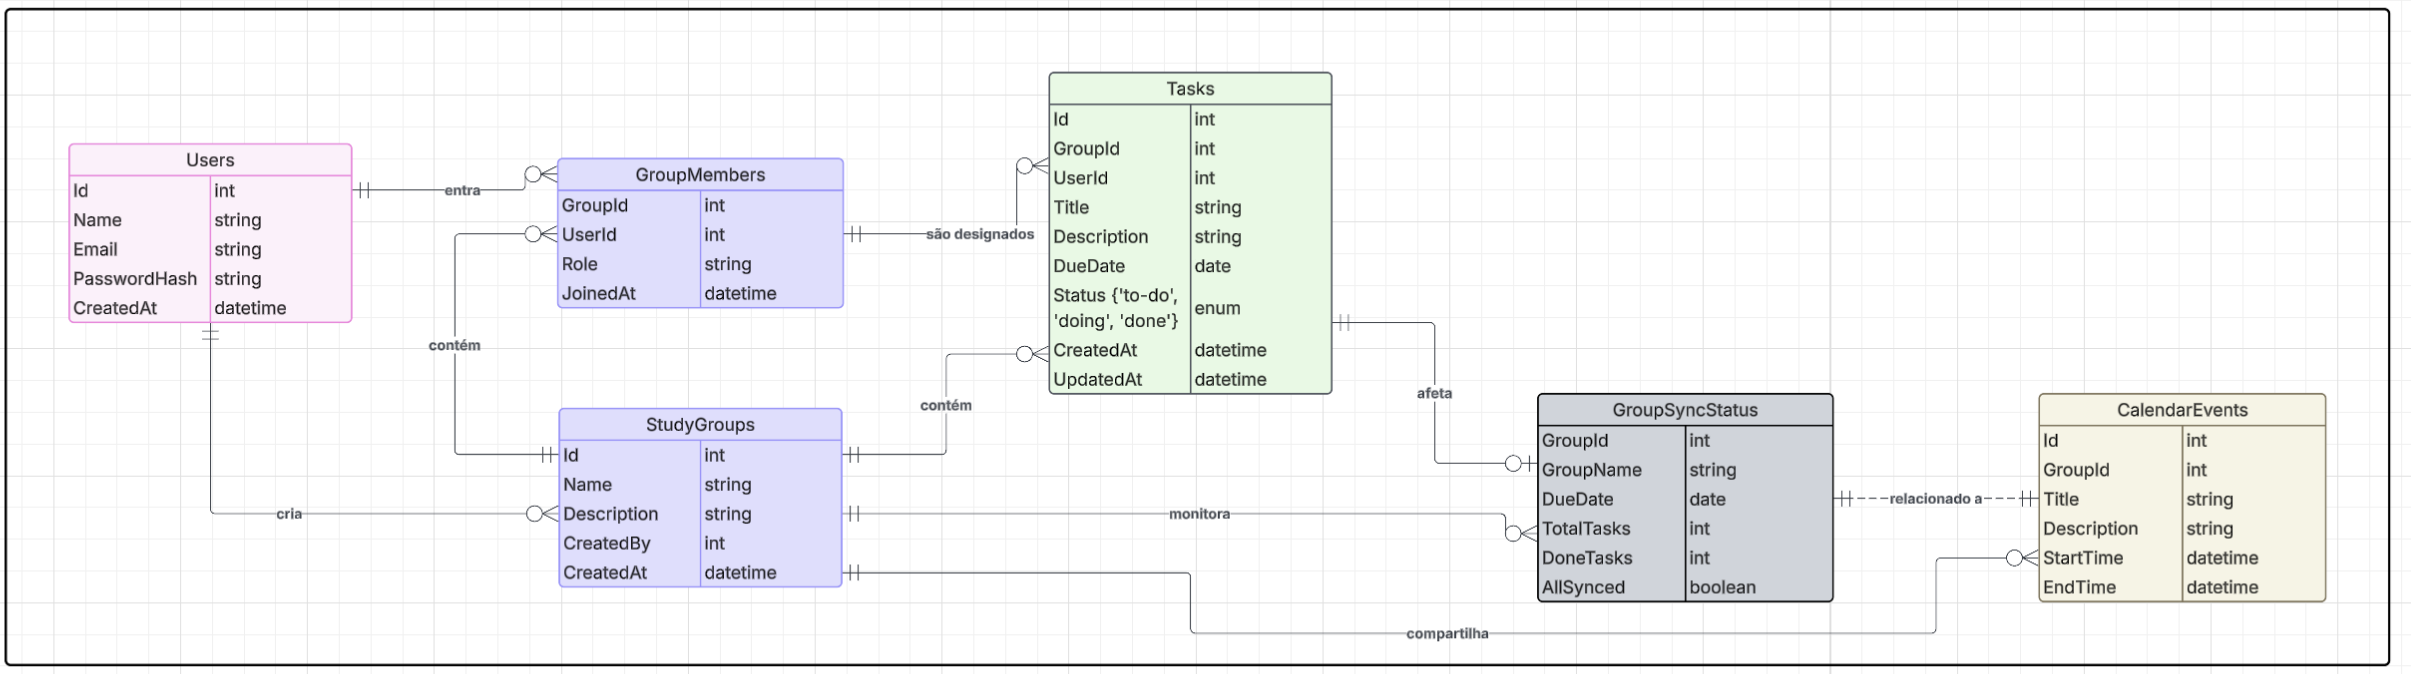 Users
Id int
Name string
Email string
PasswordHash string
CreatedAt datetime
entra
cria
contém
GroupMembers
GroupId int
UserId int
Role string
JoinedAt datetime
StudyGroups
Id int
Name string
Description string
CreatedBy int
CreatedAt datetime
são designados
contém
monitora
compartilha
Tasks
Id int
GroupId int
UserId int
Title string
Description string
DueDate date
Status {'to-do',
'doing', 'done'} enum
CreatedAt datetime
UpdatedAt datetime
afeta
GroupSyncStatus
GroupId int
GroupName string
DueDate date
TotalTasks int
DoneTasks int
AllSynced boolean
relacionado a
CalendarEvents
Id int
GroupId int
Title string
Description string
StartTime datetime
EndTime datetime